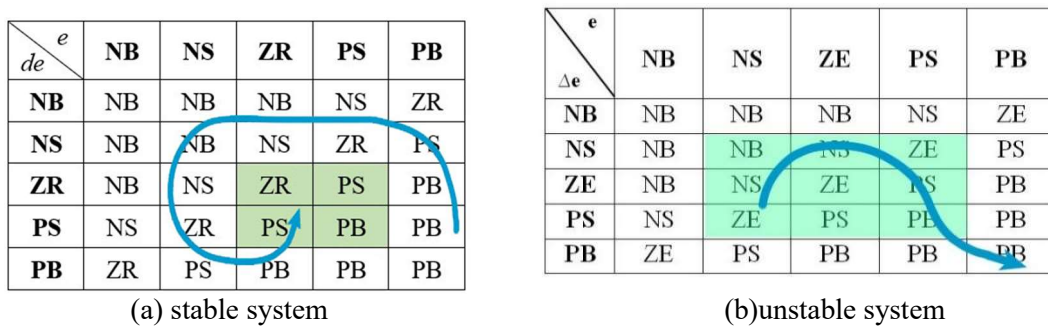 e
de NB NS ZR PS PB
NB NB NB NB NS ZR
NS NB NB NS ZR PS
ZR NB NS ZR PS PB
PS NS ZR PS PB PB
PB ZR PS PB PB PB
(a) stable system
e
Δe NB NS ZE PS PB
NB NB NB NB NS ZE
NS NB NB NS ZE PS
ZE NB NS ZE PS PB
PS NS ZE PS PB PB
PB ZE PS PB PB PB
(b)unstable system